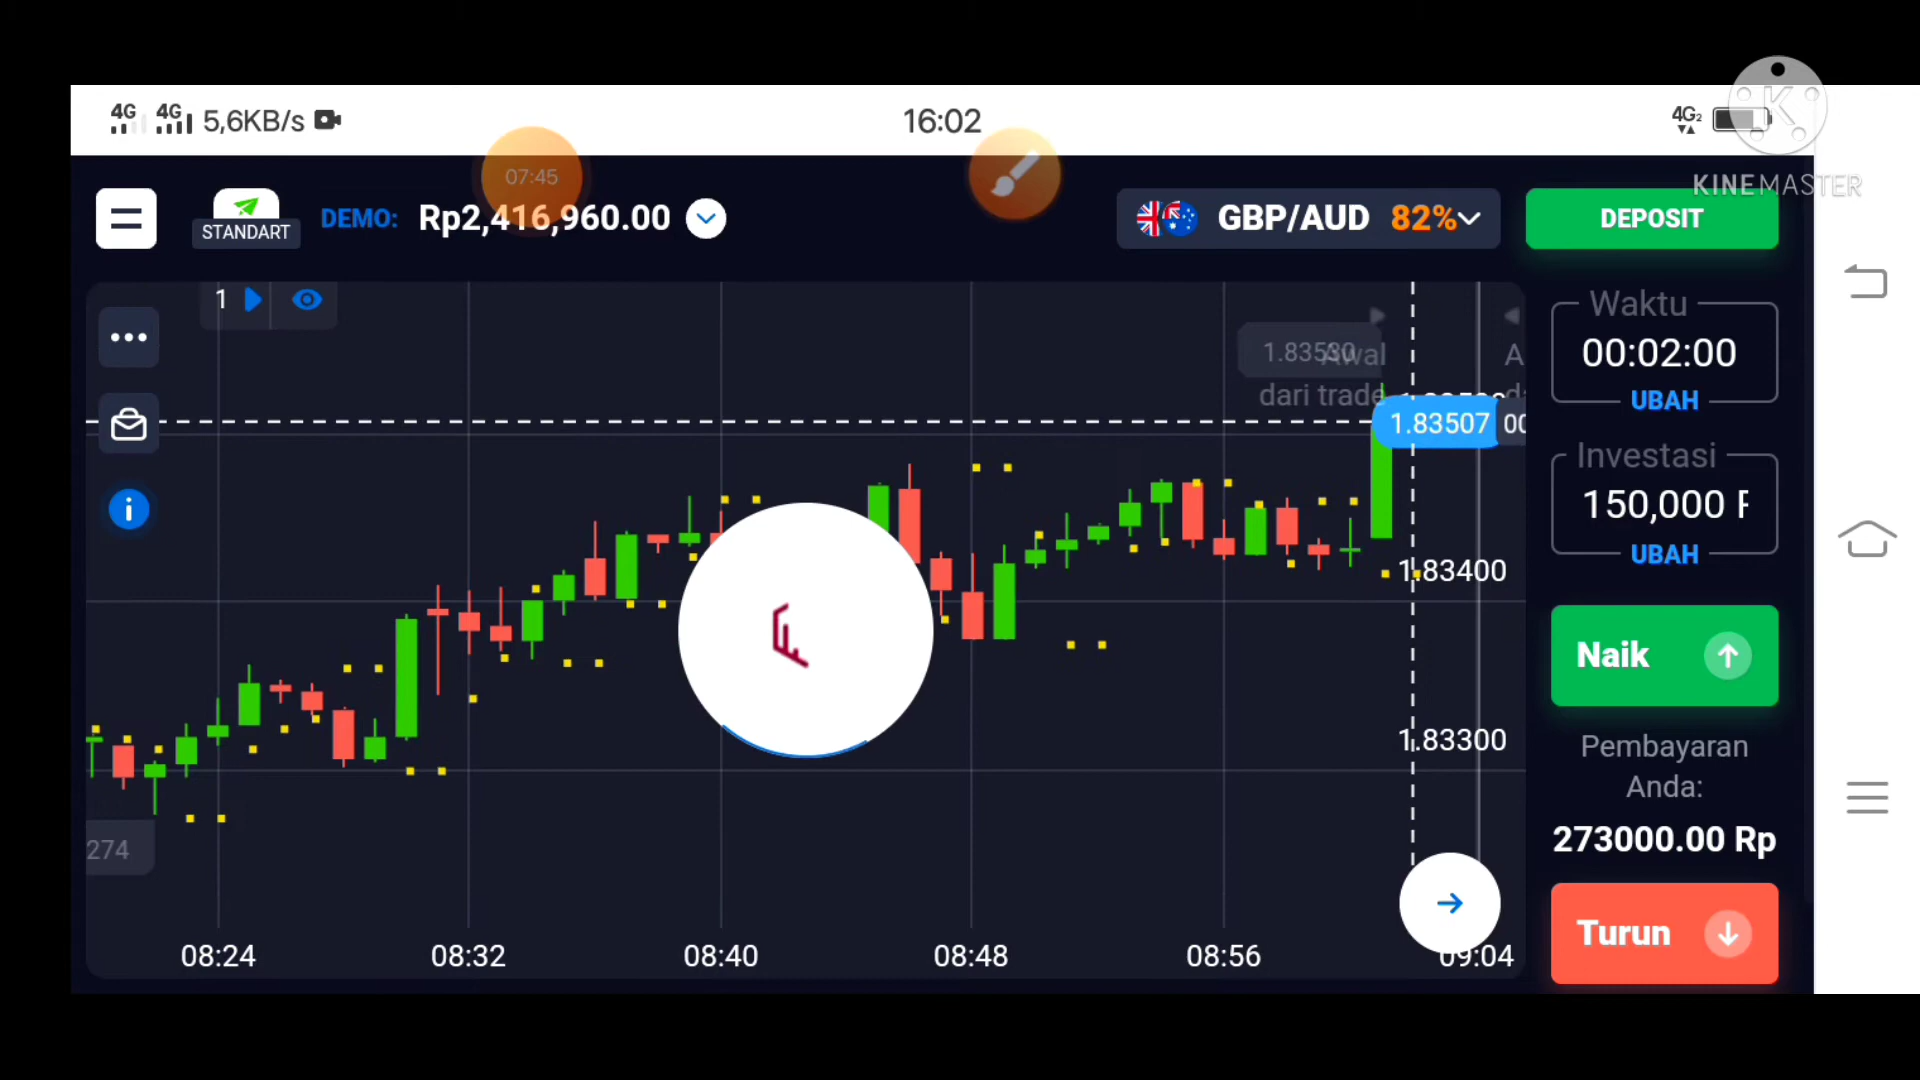 4G 4G 5,6KB/s
16:02
4G2
KINEMASTER
07:45
STANDART
DEMO: Rp2,416,960.00
GBP/AUD 82%
DEPOSIT
1
Waktu
00:02:00
UBAH
1.83580
Awal
dari trade
A
1.83507
00
Investasi
150,000
UBAH
1.83400
Naik
1.83300
Pembayaran
Anda:
273000.00 Rp
274
Turun
08:24
08:32
08:40
08:48
08:56
09:04